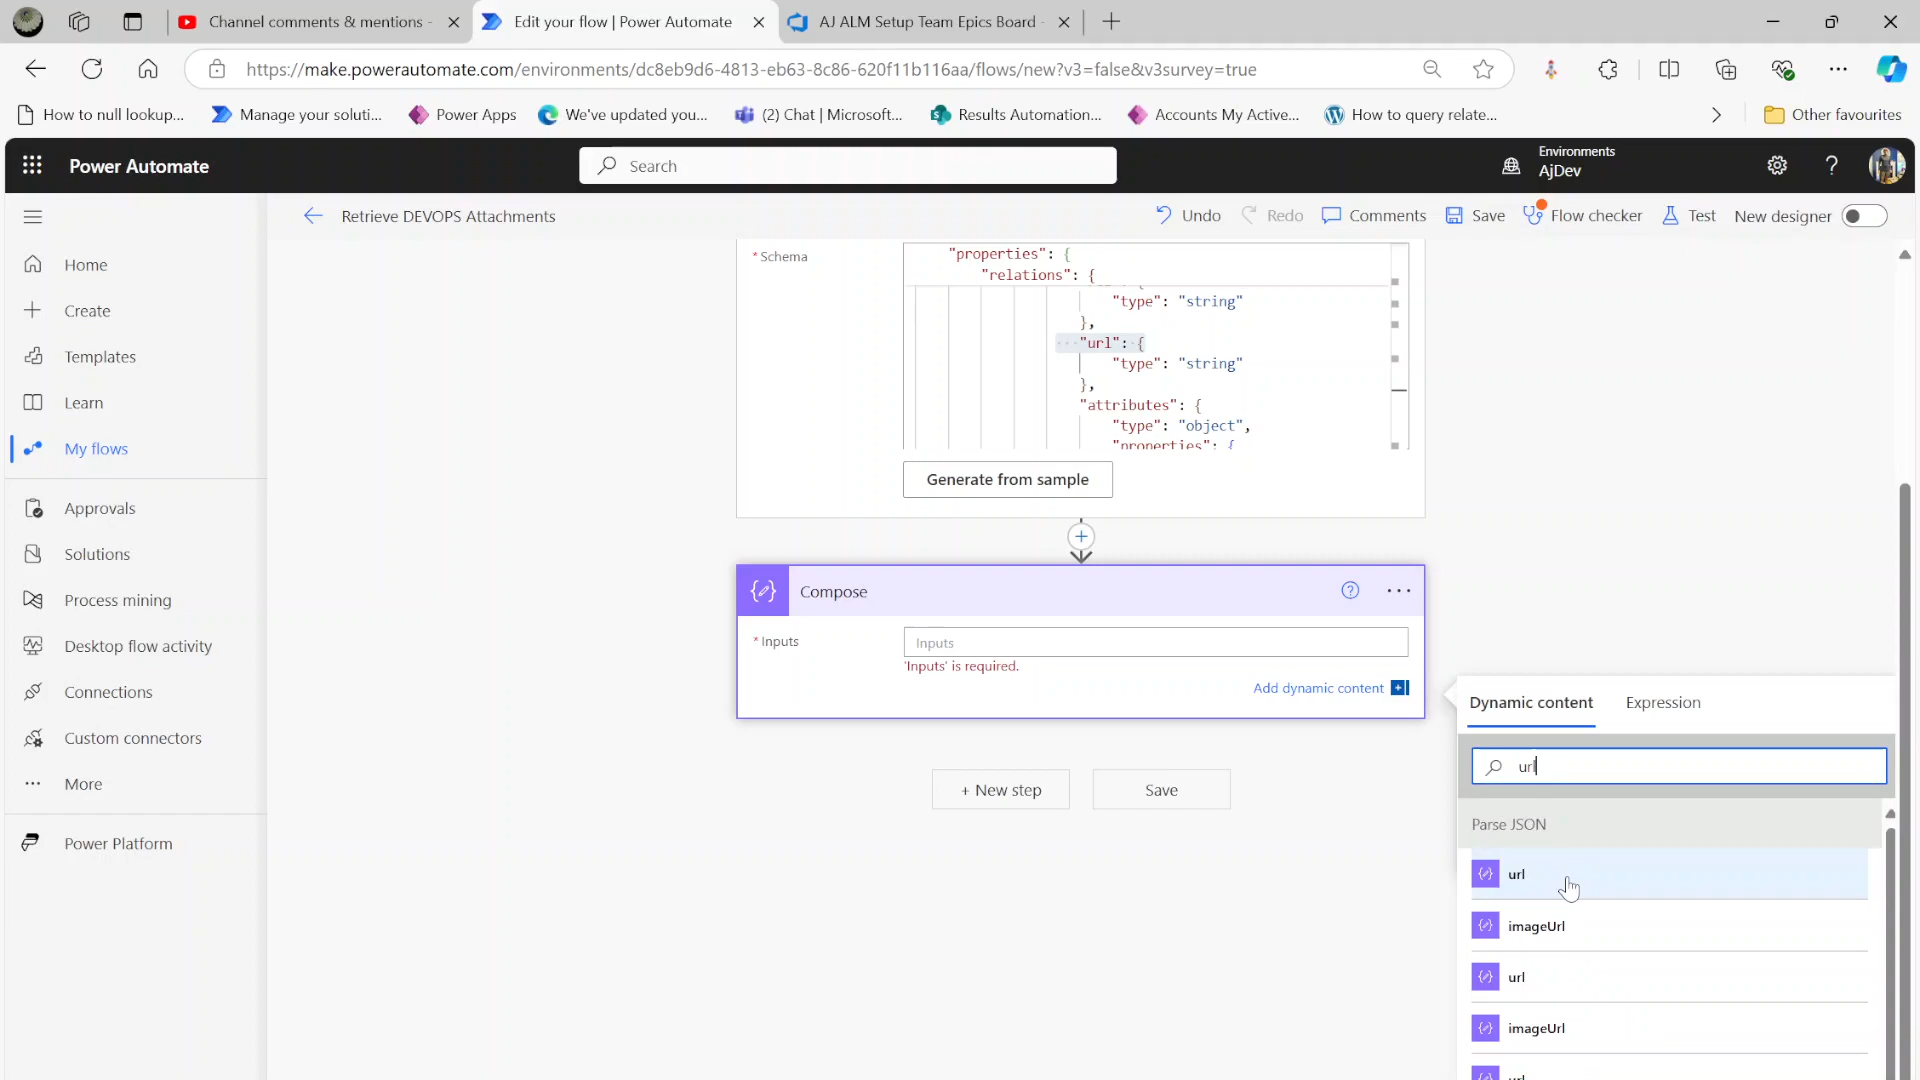 Channel comments & mentions -
Edit your flow | Power Automate
AJ ALM Setup Team Epics Board -
https://make.powerautomate.com/environments/dc8eb9d6-4813-eb63-8c86-620f11b116aa/flows/new?v3=false&v3survey=true
How to null lookup...
Manage your soluti...
Power Apps
We've updated you...
(2) Chat | Microsoft...
Results Automation...
Accounts My Active...
How to query relate...
Other favourites
Power Automate
Search
Environments
AjDev
Retrieve DEVOPS Attachments
Undo
Redo
Comments
Save
Flow checker
Test
New designer
Home
Create
Templates
Learn
My flows
Approvals
Solutions
Process mining
Desktop flow activity
Connections
Custom connectors
More
Power Platform
* Schema
"properties": {
"relations": {
"type": "string"
},
"url": {
"type": "string"
},
"attributes": {
"type": "object",
"properties": {
Generate from sample
Compose
* Inputs
Inputs
'Inputs' is required.
Add dynamic content
+ New step
Save
Dynamic content
Expression
url
Parse JSON
url
imageUrl
url
imageUrl
url